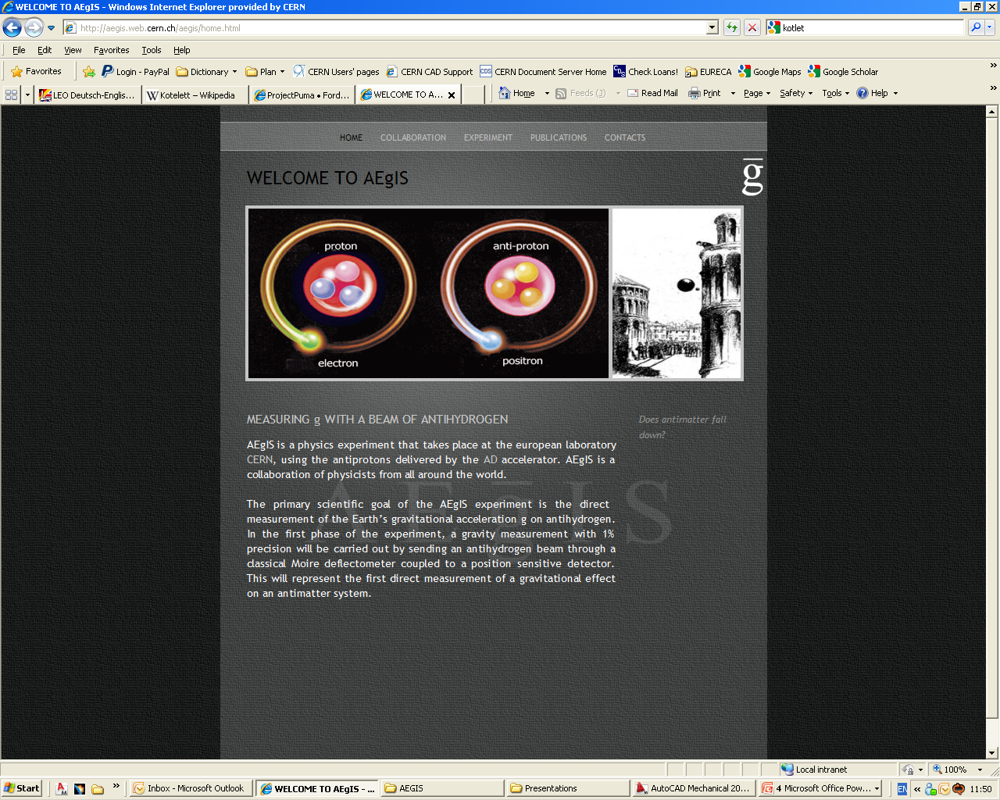 WELCOME TO AEgIS - Windows Internet Explorer provided by CERN
http://aegis.web.cern.ch/aegis/home.html
kotlet
File Edit View Favorites Tools Help
Favorites Login - PayPal Dictionary Plan CERN Users' pages CERN CAD Support CDS CERN Document Server Home CDS Check Loans! EURECA Google Maps Google Scholar
LEO Deutsch-Englis... Kotelett – Wikipedia ProjectPuma • Ford... WELCOME TO A... Home Feeds (J) Read Mail Print Page Safety Tools Help
HOME COLLABORATION EXPERIMENT PUBLICATIONS CONTACTS
WELCOME TO AEgIS
g
proton anti-proton
electron positron
MEASURING g WITH A BEAM OF ANTIHYDROGEN
AEgIS is a physics experiment that takes place at the european laboratory
CERN, using the antiprotons delivered by the AD accelerator. AEgIS is a
collaboration of physicists from all around the world.
The primary scientific goal of the AEgIS experiment is the direct
measurement of the Earth's gravitational acceleration g on antihydrogen.
In the first phase of the experiment, a gravity measurement with 1%
precision will be carried out by sending an antihydrogen beam through a
classical Moire deflectometer coupled to a position sensitive detector.
This will represent the first direct measurement of a gravitational effect
on an antimatter system.
Does antimatter fall
down?
AEgIS
Local intranet 100%
Start Inbox - Microsoft Outlook WELCOME TO AEgIS - ... AEGIS Presentations AutoCAD Mechanical 20... 4 Microsoft Office Pow... EN 11:50